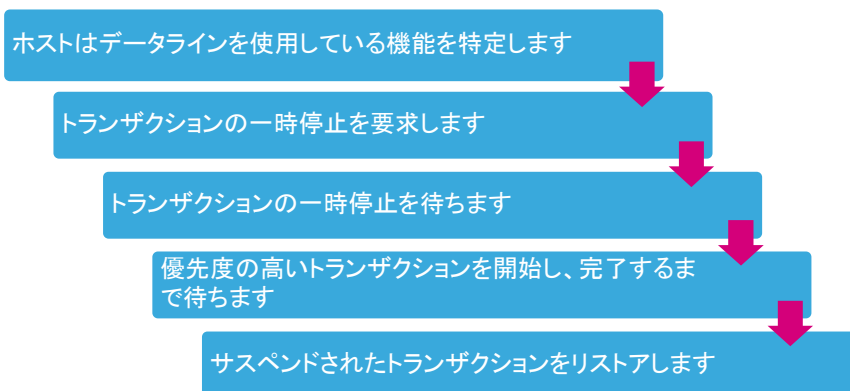 ホストはデータラインを使用している機能を特定します
トランザクションの一時停止を要求します
トランザクションの一時停止を待ちます
優先度の高いトランザクションを開始し、完了するま
で待ちます
サスペンドされたトランザクションをリストアします